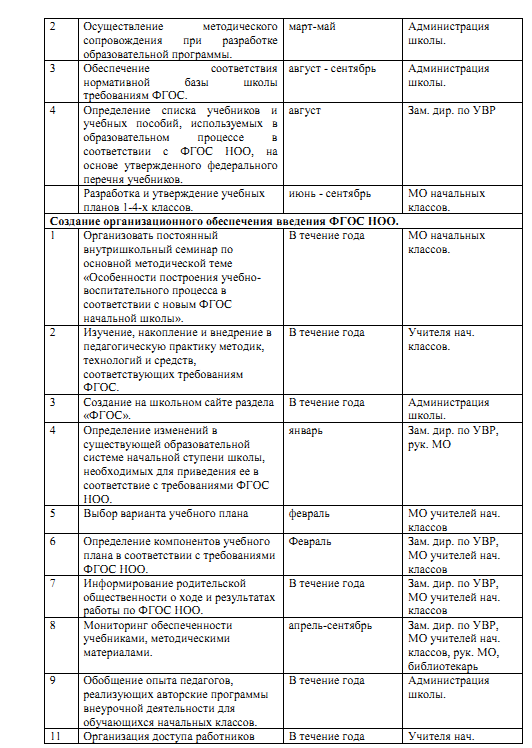 2 Осуществление методического март-май Администрация
сопровождения при разработке школы.
образовательной программы.
3 Обеспечение соответствия август - сентябрь Администрация
нормативной базы школы школы.
требованиям ФГОС.
4 Определение списка учебников и август Зам. дир. по УВР
учебных пособий, используемых в
образовательном процессе в
соответствии с ФГОС НОО, на
основе утвержденного федерального
перечня учебников.
Разработка и утверждение учебных июнь - сентябрь МО начальных
планов 1-4-х классов. классов.
Создание организационного обеспечения введения ФГОС НОО.
1 Организовать постоянный В течение года МО начальных
внутришкольный семинар по классов.
основной методической теме
«Особенности построения учебно-
воспитательного процесса в
соответствии с новым ФГОС
начальной школы».
2 Изучение, накопление и внедрение в В течение года Учителя нач.
педагогическую практику методик, классов.
технологий и средств,
соответствующих требованиям
ФГОС.
3 Создание на школьном сайте раздела В течение года Администрация
«ФГОС». школы.
4 Определение изменений в январь Зам. дир. по УВР,
существующей образовательной рук. МО
системе начальной ступени школы,
необходимых для приведения ее в
соответствие с требованиями ФГОС
НОО.
5 Выбор варианта учебного плана февраль МО учителей нач.
классов
6 Определение компонентов учебного Февраль Зам. дир. по УВР,
плана в соответствии с требованиями МО учителей нач.
ФГОС НОО. классов
7 Информирование родительской В течение года Зам. дир. по УВР,
общественности о ходе и результатах МО учителей нач.
работы по ФГОС НОО. классов
8 Мониторинг обеспеченности апрель-сентябрь Зам. дир. по УВР,
учебниками, методическими МО учителей нач.
материалами. классов, рук. МО,
библиотекарь
9 Обобщение опыта педагогов, В течение года Администрация
реализующих авторские программы школы.
внеурочной деятельности для
обучающихся начальных классов.
11 Организация доступа работников В течение года Учителя нач.